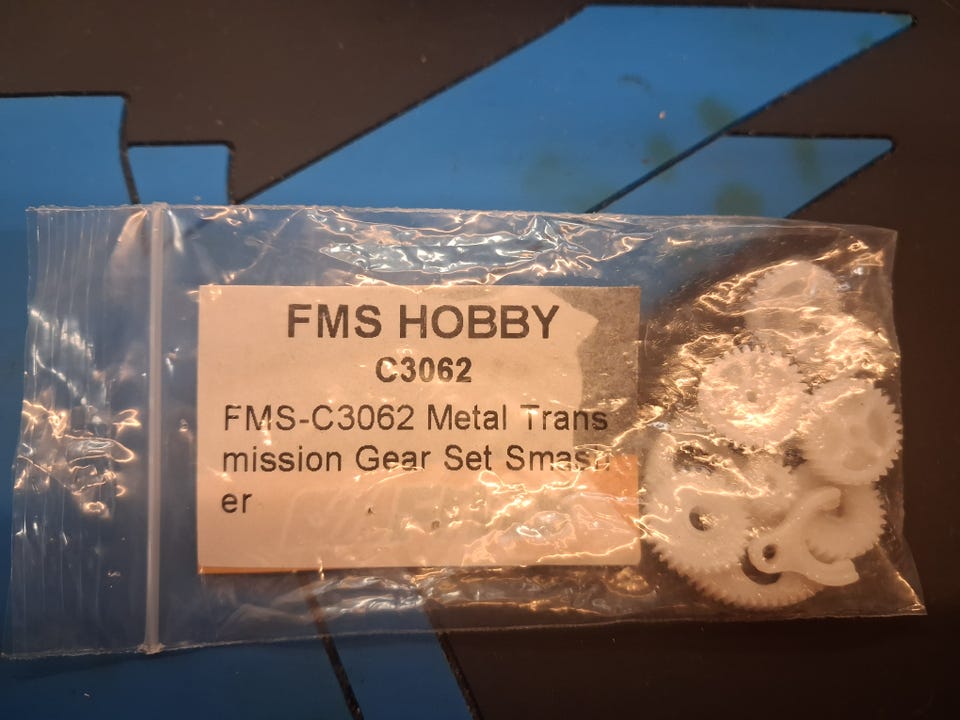 FMS HOBBY
C3062
FMS-C3062 Metal Trans
mission Gear Set Smash
er